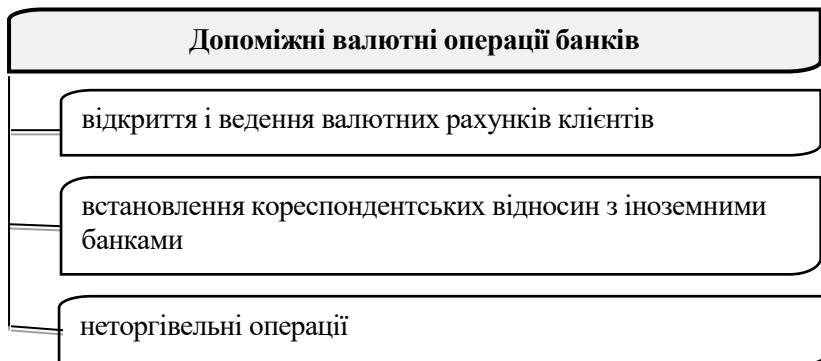 Допоміжні валютні операції банків
відкриття і ведення валютних рахунків клієнтів
встановлення кореспондентських відносин з іноземними
банками
неторгівельні операції